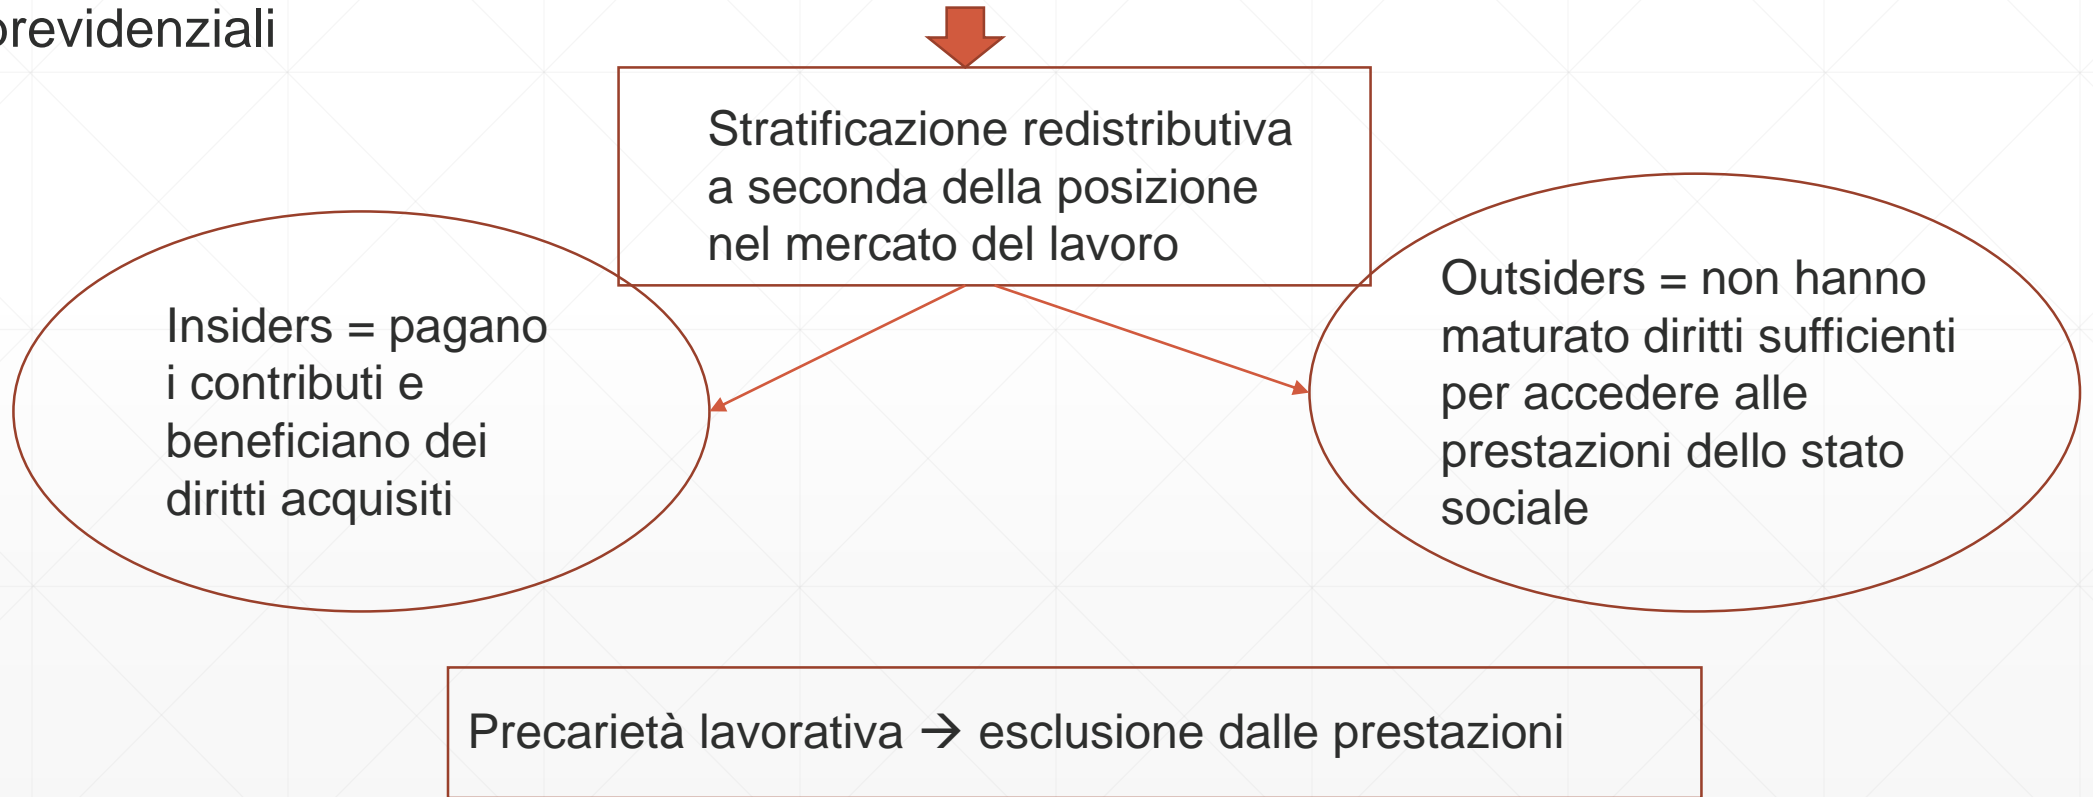 previdenziali
Stratificazione redistributiva
a seconda della posizione
nel mercato del lavoro
Insiders = pagano
i contributi e
beneficiano dei
diritti acquisiti
Outsiders = non hanno
maturato diritti sufficienti
per accedere alle
prestazioni dello stato
sociale
Precarietà lavorativa → esclusione dalle prestazioni